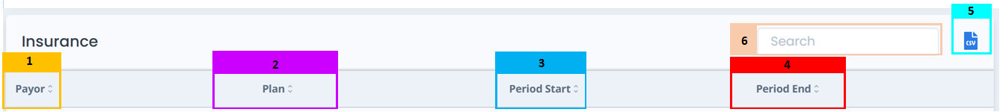 5
Insurance
6
Search
CSV
1
2
3
4
Payor
Plan
Period Start
Period End